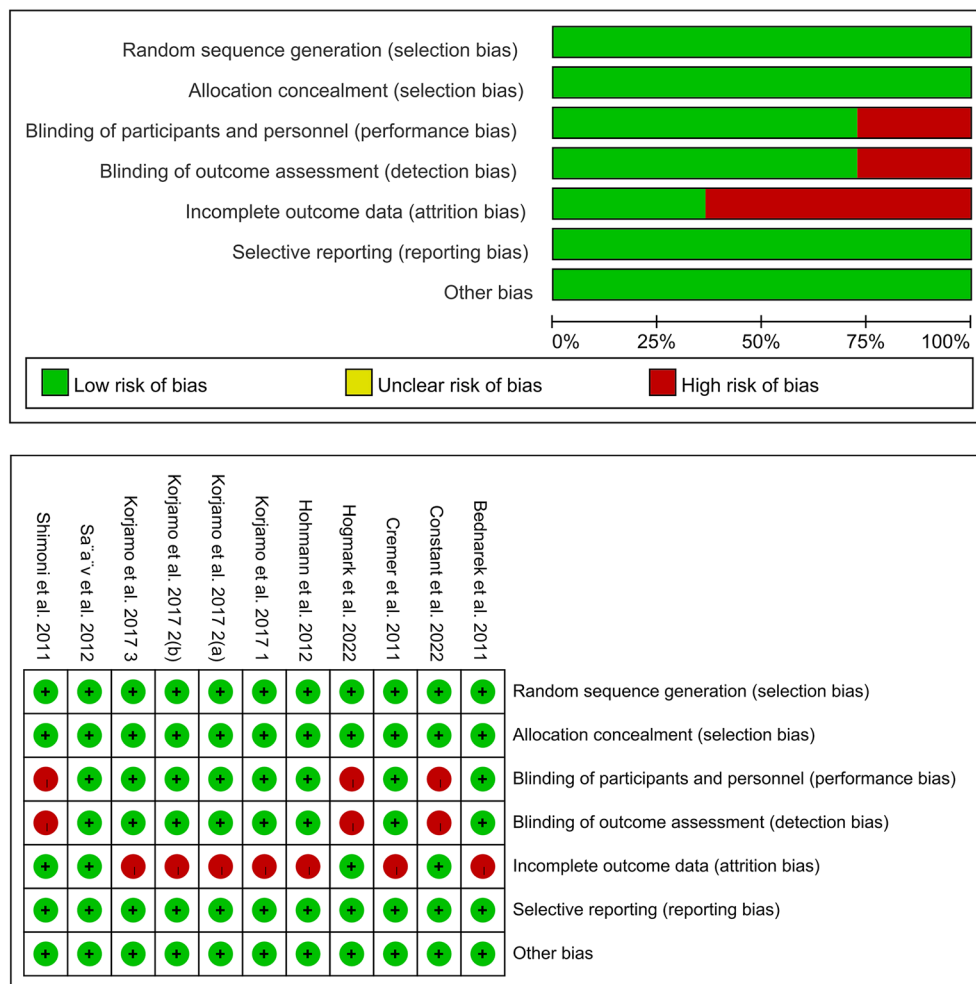 Random sequence generation (selection bias)
Allocation concealment (selection bias)
Blinding of participants and personnel (performance bias)
Blinding of outcome assessment (detection bias)
Incomplete outcome data (attrition bias)
Selective reporting (reporting bias)
Other bias
0% 25% 50% 75% 100%
Low risk of bias Unclear risk of bias High risk of bias
Shimoni et al. 2011
Sa¨a¨v et al. 2012
Korjamo et al. 2017 3
Korjamo et al. 2017 2(b)
Korjamo et al. 2017 2(a)
Korjamo et al. 2017 1
Hohmann et al. 2012
Hogmark et al. 2022
Cremer et al. 2011
Constant et al. 2022
Bednarek et al. 2011
+ + + + + + + + + + + Random sequence generation (selection bias)
+ + + + + + + + + + + Allocation concealment (selection bias)
- + + + + + + - + - + Blinding of participants and personnel (performance bias)
- + + + + + + - + - + Blinding of outcome assessment (detection bias)
+ + - - - - - + - + - Incomplete outcome data (attrition bias)
+ + + + + + + + + + + Selective reporting (reporting bias)
+ + + + + + + + + + + Other bias